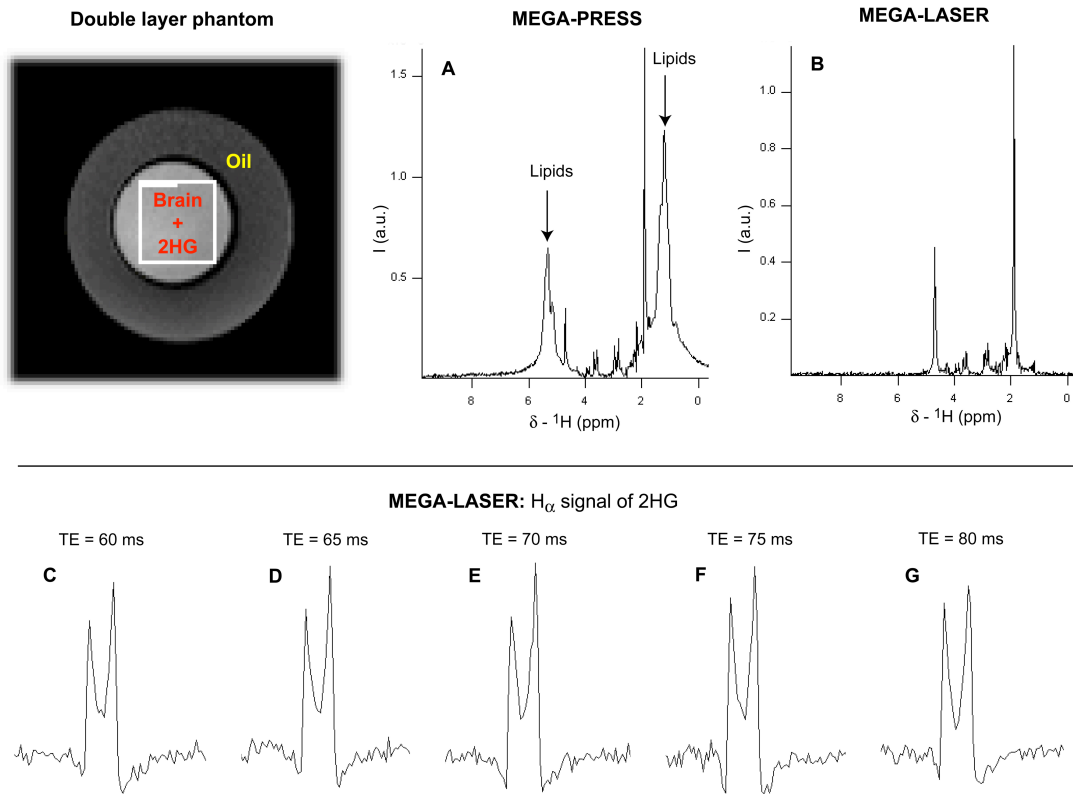 Double layer phantom
MEGA-PRESS
MEGA-LASER
Oil
Brain
+
2HG
A
Lipids
Lipids
1.5
1.0
0.5
I (a.u.)
8 6 4 2 0
δ - ¹H (ppm)
B
1.0
0.8
0.6
0.4
0.2
I (a.u.)
8 6 4 2 0
δ - ¹H (ppm)
MEGA-LASER: Hα signal of 2HG
TE = 60 ms
TE = 65 ms
TE = 70 ms
TE = 75 ms
TE = 80 ms
C
D
E
F
G